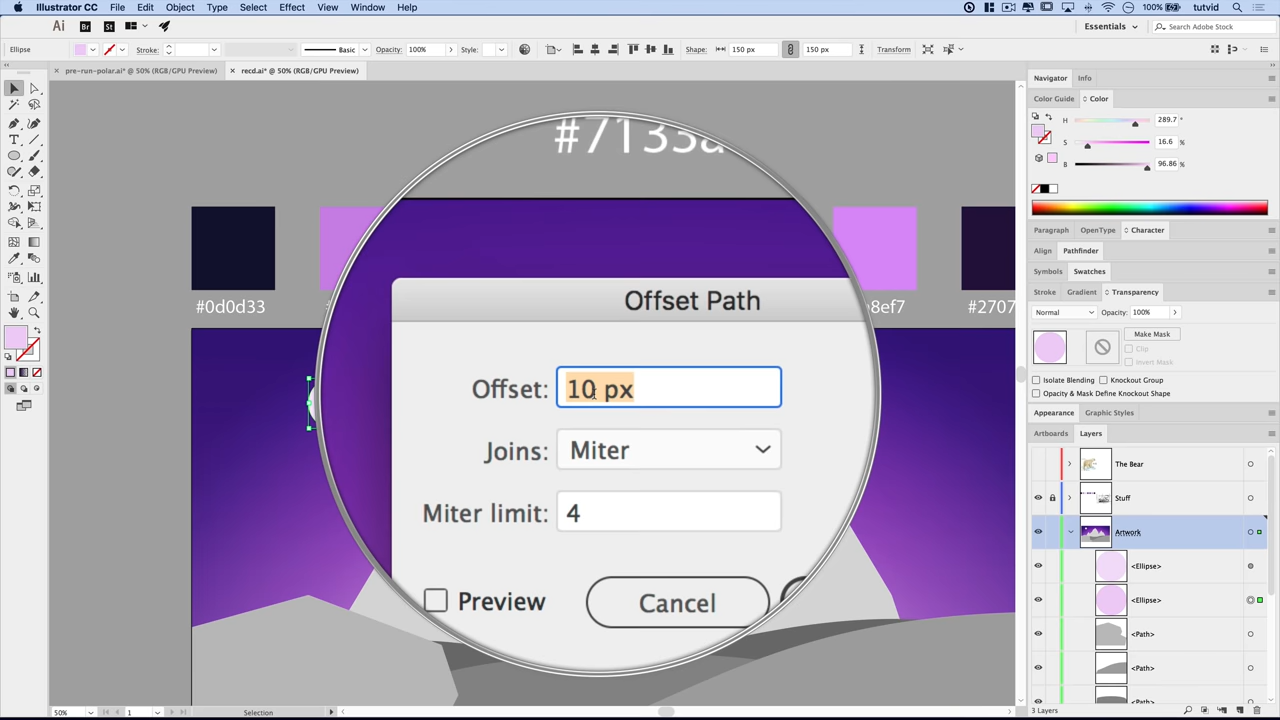 Illustrator CC File Edit Object Type Select Effect View Window Help 100% tutvid
Ai Br St Essentials Search Adobe Stock
Ellipse Stroke: Basic Opacity: 100% Style: Shape: 150 px 150 px Transform
× pre-run-polar.ai* @ 50% (RGB/GPU Preview) × recd.ai* @ 50% (RGB/GPU Preview)
Navigator Info
Color Guide Color
H 289.7 °
S 16.6 %
B 96.86 %
Paragraph OpenType Character
Align Pathfinder
Symbols Swatches
Stroke Gradient Transparency
Normal Opacity: 100%
Make Mask
Clip
Invert Mask
Isolate Blending Knockout Group
Opacity & Mask Define Knockout Shape
Appearance Graphic Styles
Artboards Layers
The Bear
Stuff
Artwork
<Ellipse>
<Ellipse>
<Path>
<Path>
<Path>
3 Layers
#7133a
#0d0d33
8ef7
#2707
Offset Path
Offset: 10 px
Joins: Miter
Miter limit: 4
Preview Cancel
50% 1 Selection